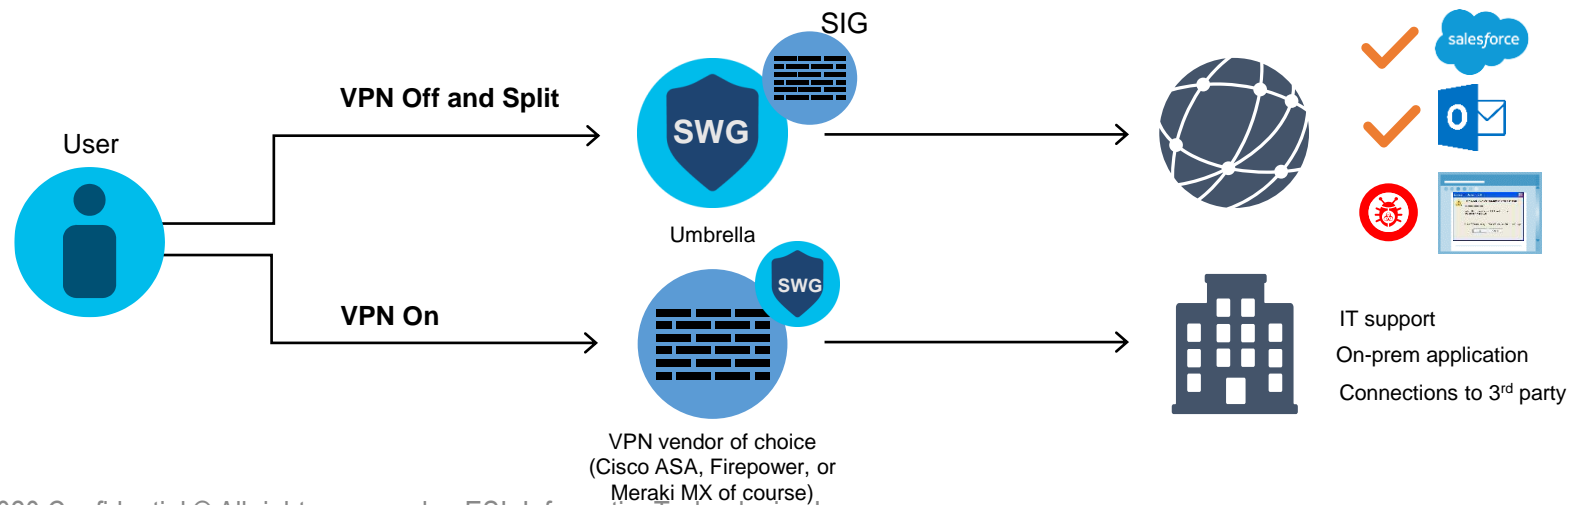 SIG
salesforce
VPN Off and Split
SWG
User
Umbrella
SWG
VPN On
IT support
On-prem application
Connections to 3rd party
VPN vendor of choice
(Cisco ASA, Firepower, or
Meraki MX of course)